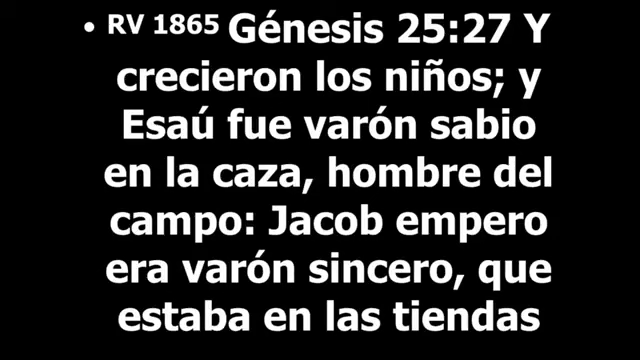 • RV 1865 Génesis 25:27 Y
crecieron los niños; y
Esaú fue varón sabio
en la caza, hombre del
campo: Jacob empero
era varón sincero, que
estaba en las tiendas